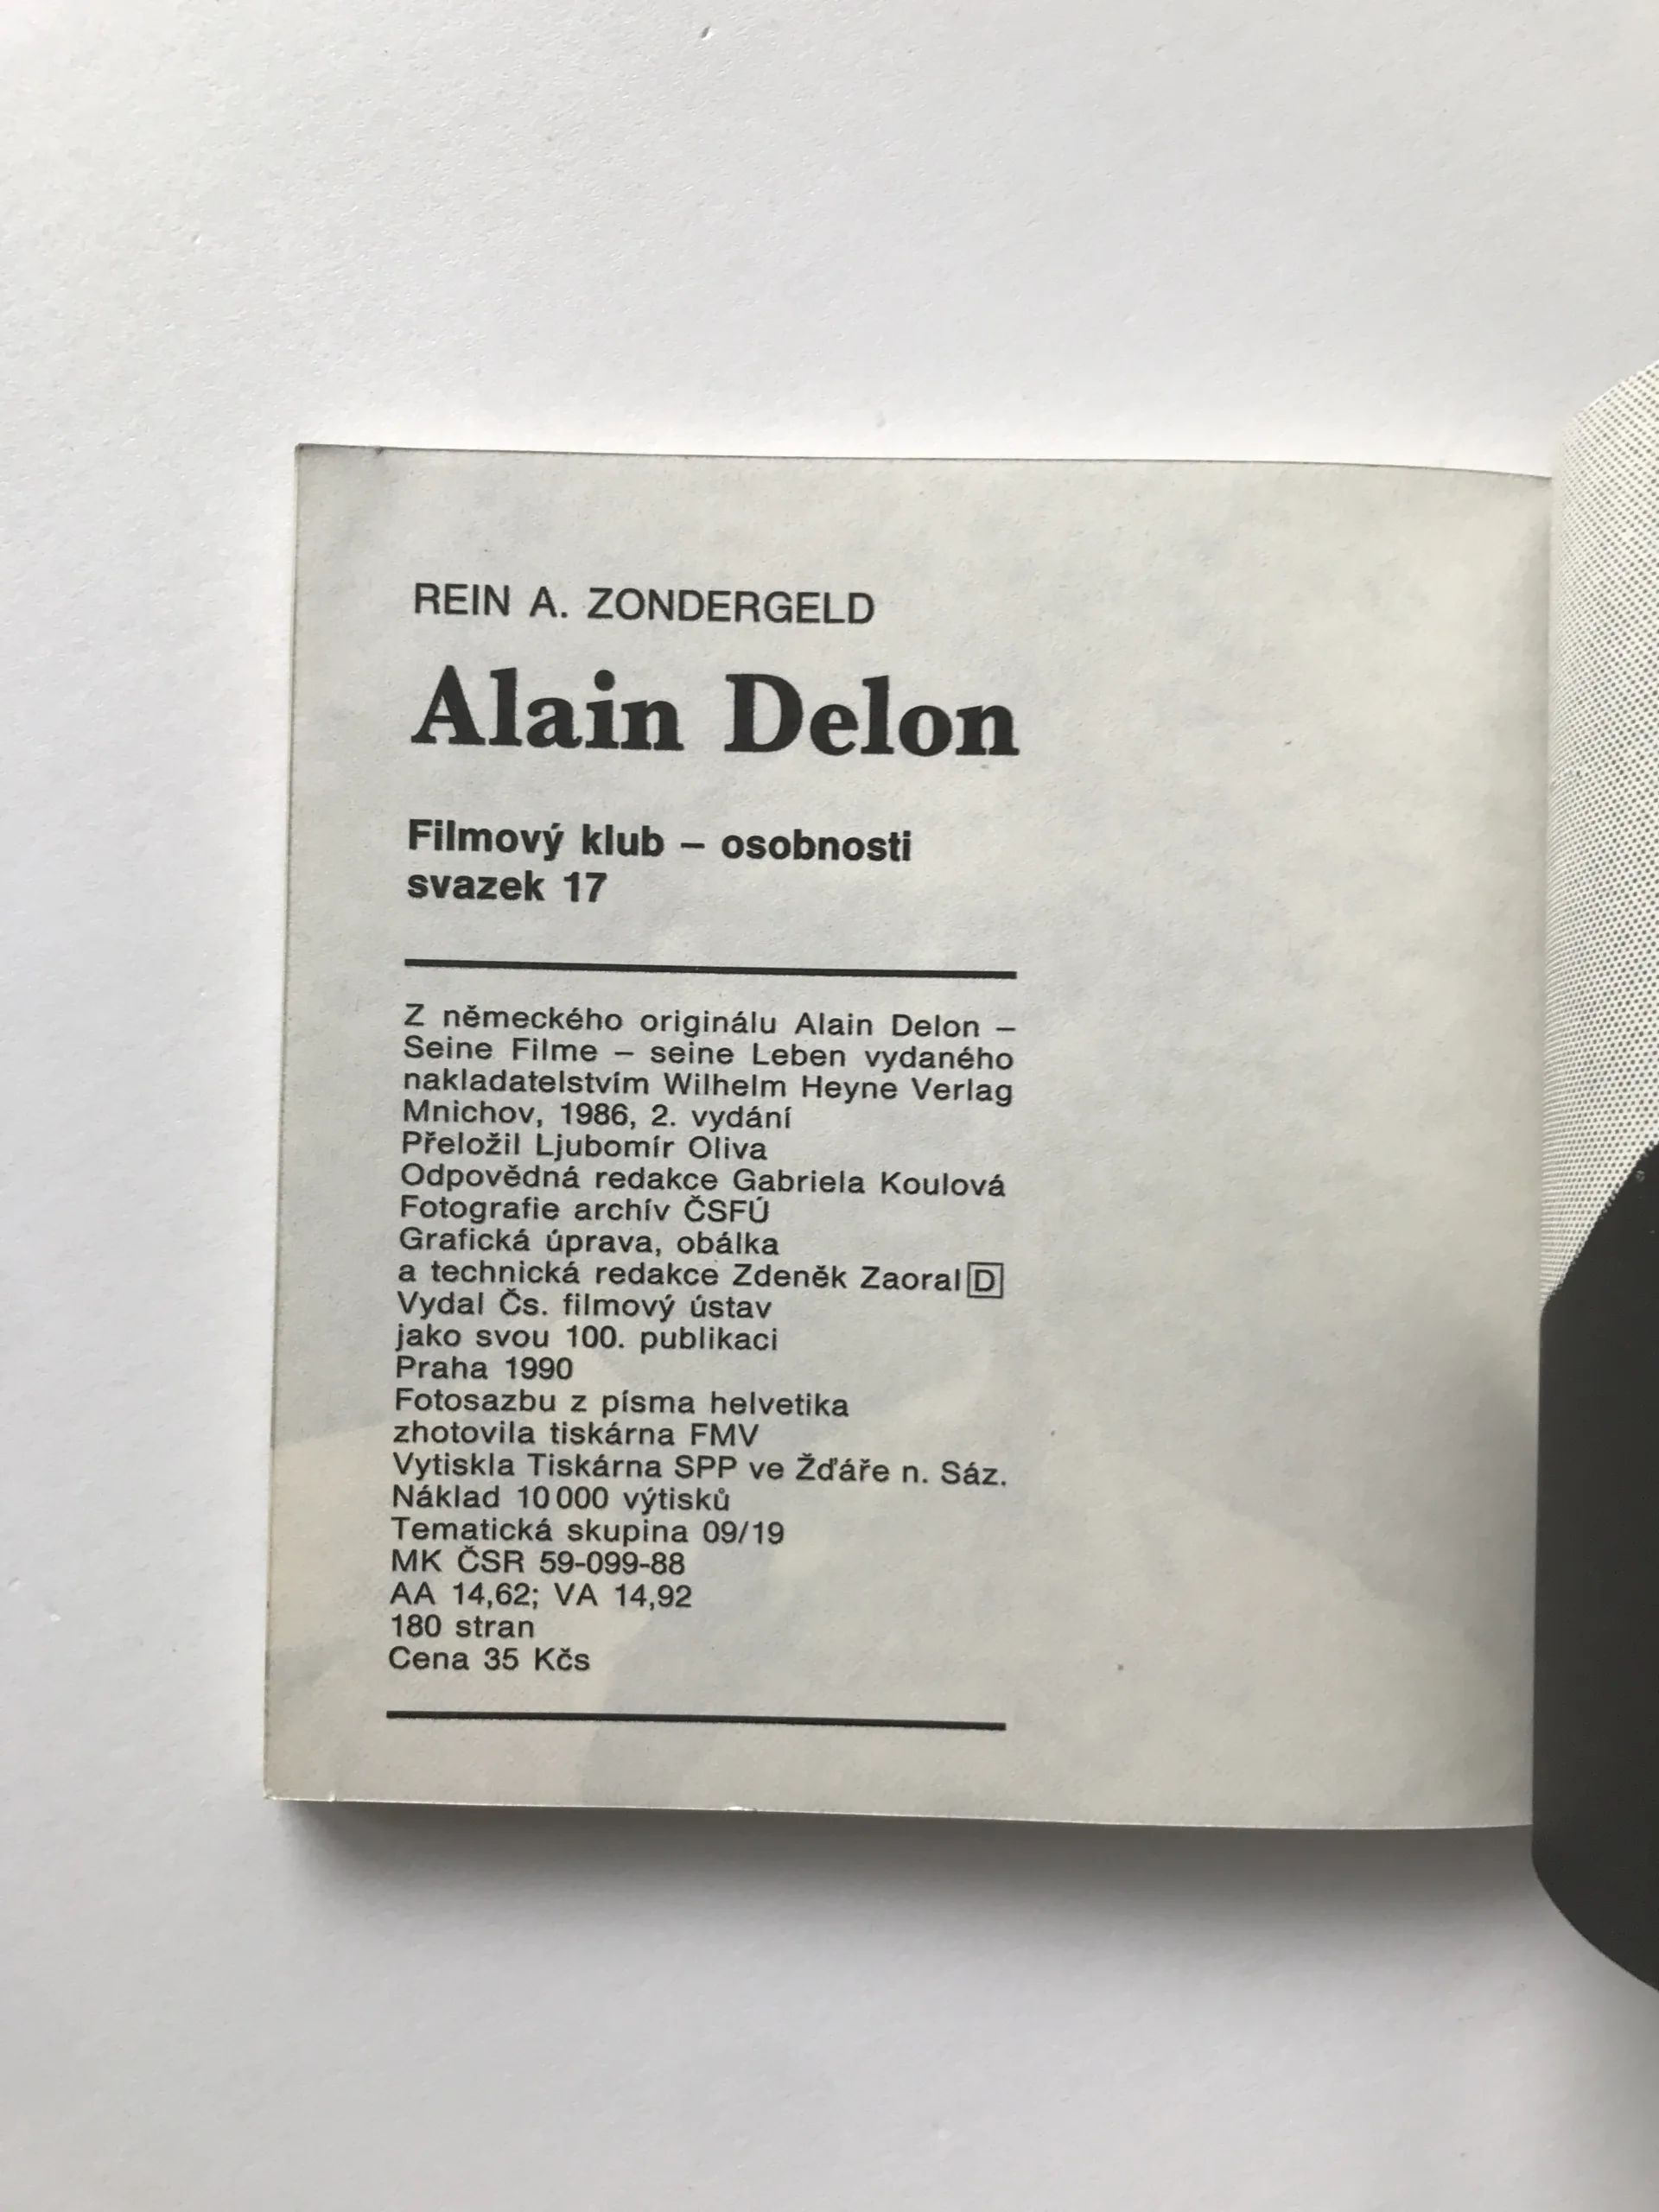 REIN A. ZONDERGELD
Alain Delon
Filmový klub – osobnosti
svazek 17
Z německého originálu Alain Delon –
Seine Filme – seine Leben vydaného
nakladatelstvím Wilhelm Heyne Verlag
Mnichov, 1986, 2. vydání
Přeložil Ljubomír Oliva
Odpovědná redakce Gabriela Koulová
Fotografie archív ČSFÚ
Grafická úprava, obálka
a technická redakce Zdeněk Zaoral D
Vydal Čs. filmový ústav
jako svou 100. publikaci
Praha 1990
Fotosazbu z písma helvetika
zhotovila tiskárna FMV
Vytiskla Tiskárna SPP ve Žďáře n. Sáz.
Náklad 10 000 výtisků
Tematická skupina 09/19
MK ČSR 59-099-88
AA 14,62; VA 14,92
180 stran
Cena 35 Kčs